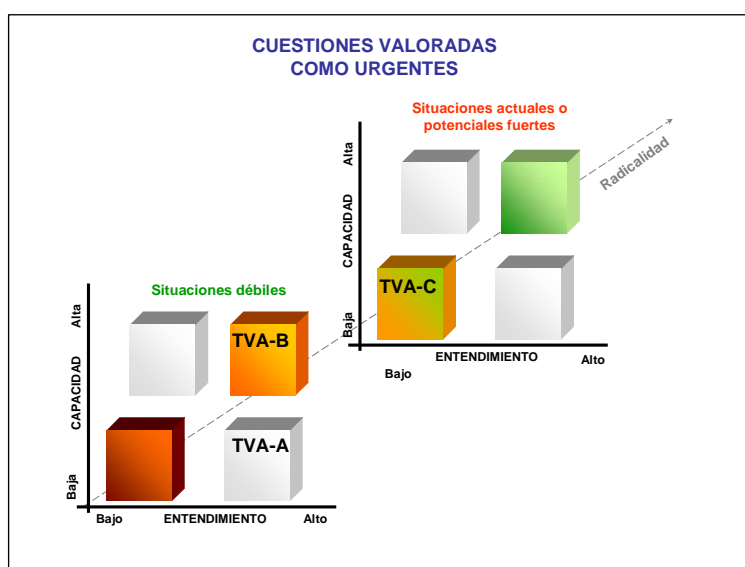 CUESTIONES VALORADAS
COMO URGENTES
Situaciones actuales o
potenciales fuertes
Radicalidad
Alta
CAPACIDAD
Baja
TVA-C
ENTENDIMIENTO
Bajo
Alto
Situaciones débiles
Alta
CAPACIDAD
Baja
TVA-B
TVA-A
Bajo
ENTENDIMIENTO
Alto